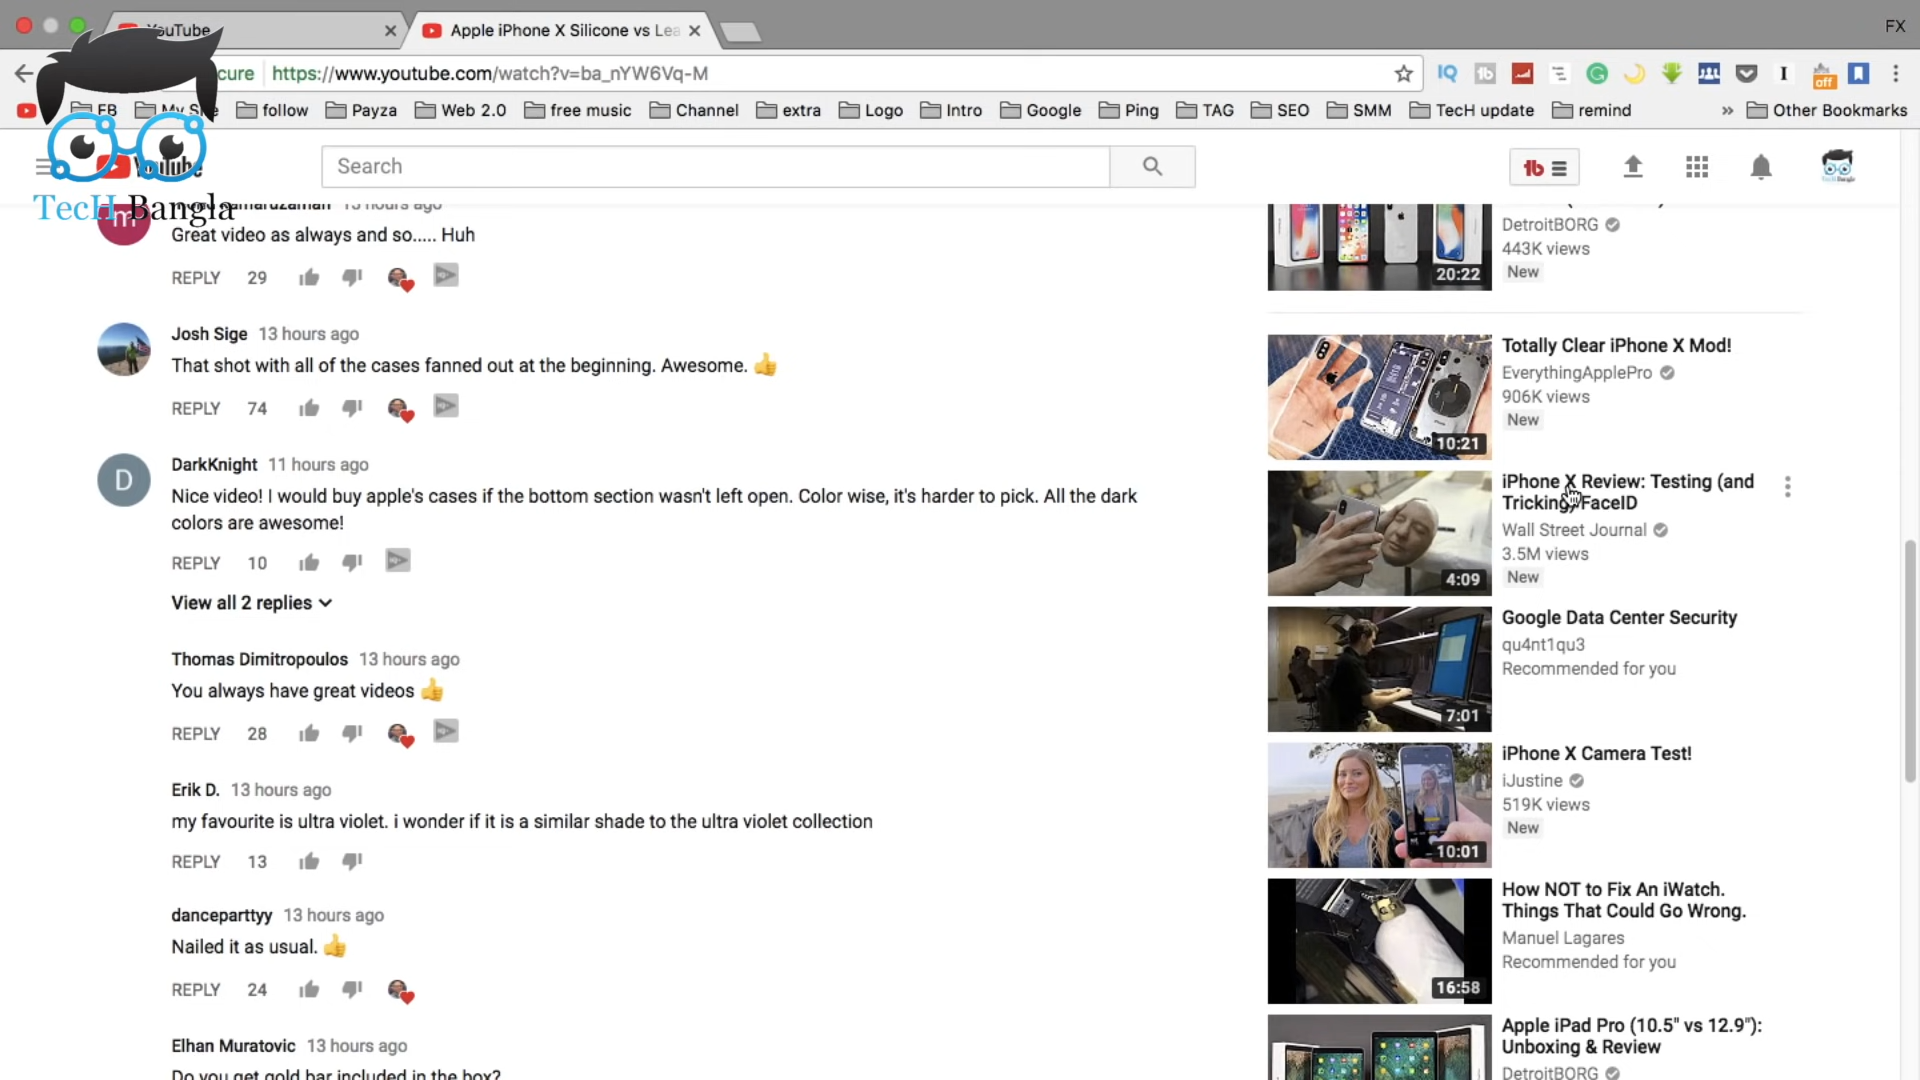 YouTube
Apple iPhone X Silicone vs Lea
FX
cure
https://www.youtube.com/watch?v=ba_nYW6Vq-M
IQ
tb
G
I
off
FB
My S
follow
Payza
Web 2.0
free music
Channel
extra
Logo
Intro
Google
Ping
TAG
SEO
SMM
TecH update
remind
»
Other Bookmarks
YouTube
Search
tb
TecH Bangla
13 hours ago
m
Great video as always and so..... Huh
REPLY 29
Josh Sige 13 hours ago
That shot with all of the cases fanned out at the beginning. Awesome. 👍
REPLY 74
D
DarkKnight 11 hours ago
Nice video! I would buy apple's cases if the bottom section wasn't left open. Color wise, it's harder to pick. All the dark
colors are awesome!
REPLY 10
View all 2 replies
Thomas Dimitropoulos 13 hours ago
You always have great videos 👍
REPLY 28
Erik D. 13 hours ago
my favourite is ultra violet. i wonder if it is a similar shade to the ultra violet collection
REPLY 13
danceparttyy 13 hours ago
Nailed it as usual. 👍
REPLY 24
Elhan Muratovic 13 hours ago
Do you get gold bar included in the box?
DetroitBORG
443K views
New
20:22
Totally Clear iPhone X Mod!
EverythingApplePro
906K views
New
10:21
iPhone X Review: Testing (and
Tricking) FaceID
Wall Street Journal
3.5M views
New
4:09
Google Data Center Security
qu4nt1qu3
Recommended for you
7:01
iPhone X Camera Test!
iJustine
519K views
New
10:01
How NOT to Fix An iWatch.
Things That Could Go Wrong.
Manuel Lagares
Recommended for you
16:58
Apple iPad Pro (10.5" vs 12.9"):
Unboxing & Review
DetroitBORG